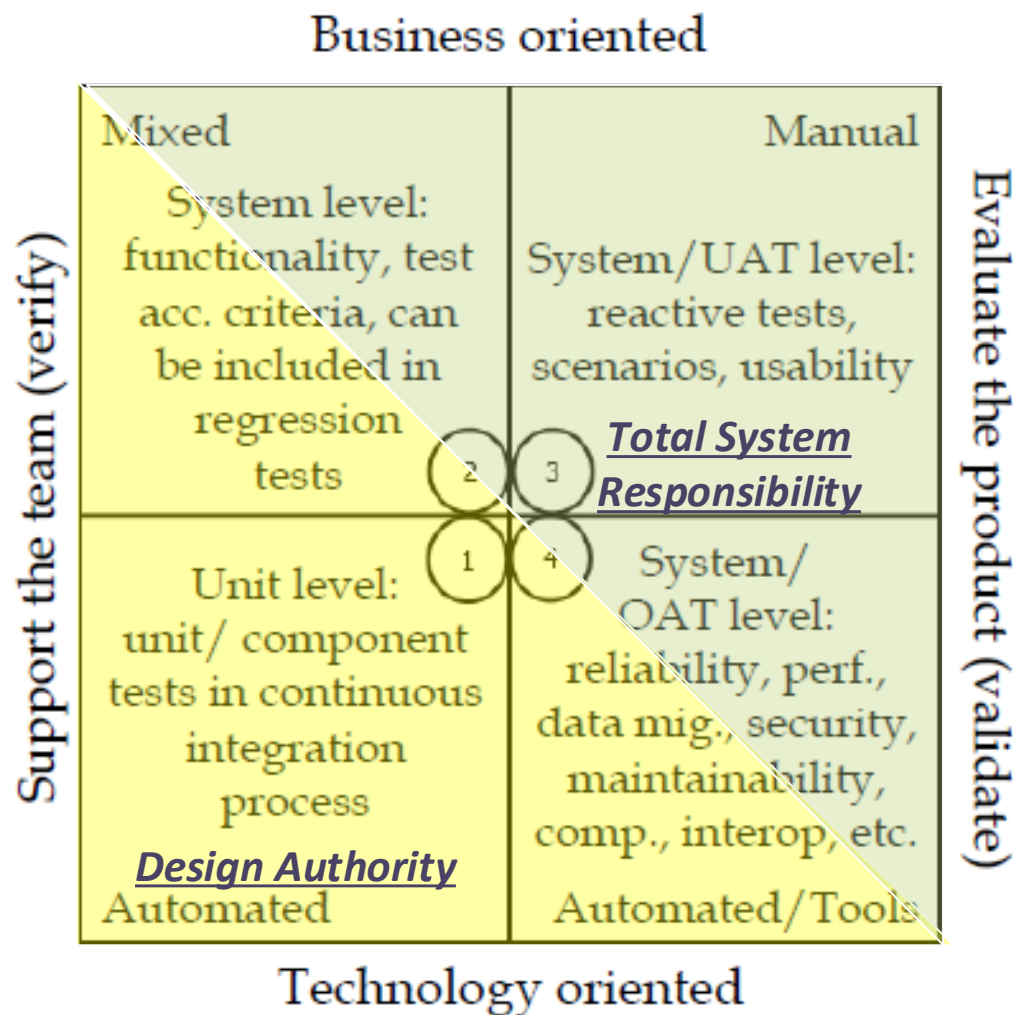 Business oriented
Support the team (verify)
Mixed
System level:
functionality, test
acc. criteria, can
be included in
regression
tests
2
Manual
System/UAT level:
reactive tests,
scenarios, usability
Total System
Responsibility
3
Evaluate the product (validate)
1
Unit level:
unit/ component
tests in continuous
integration
process
Design Authority
Automated
4
System/
OAT level:
reliability, perf.,
data mig., security,
maintainability,
comp., interop, etc.
Automated/Tools
Technology oriented